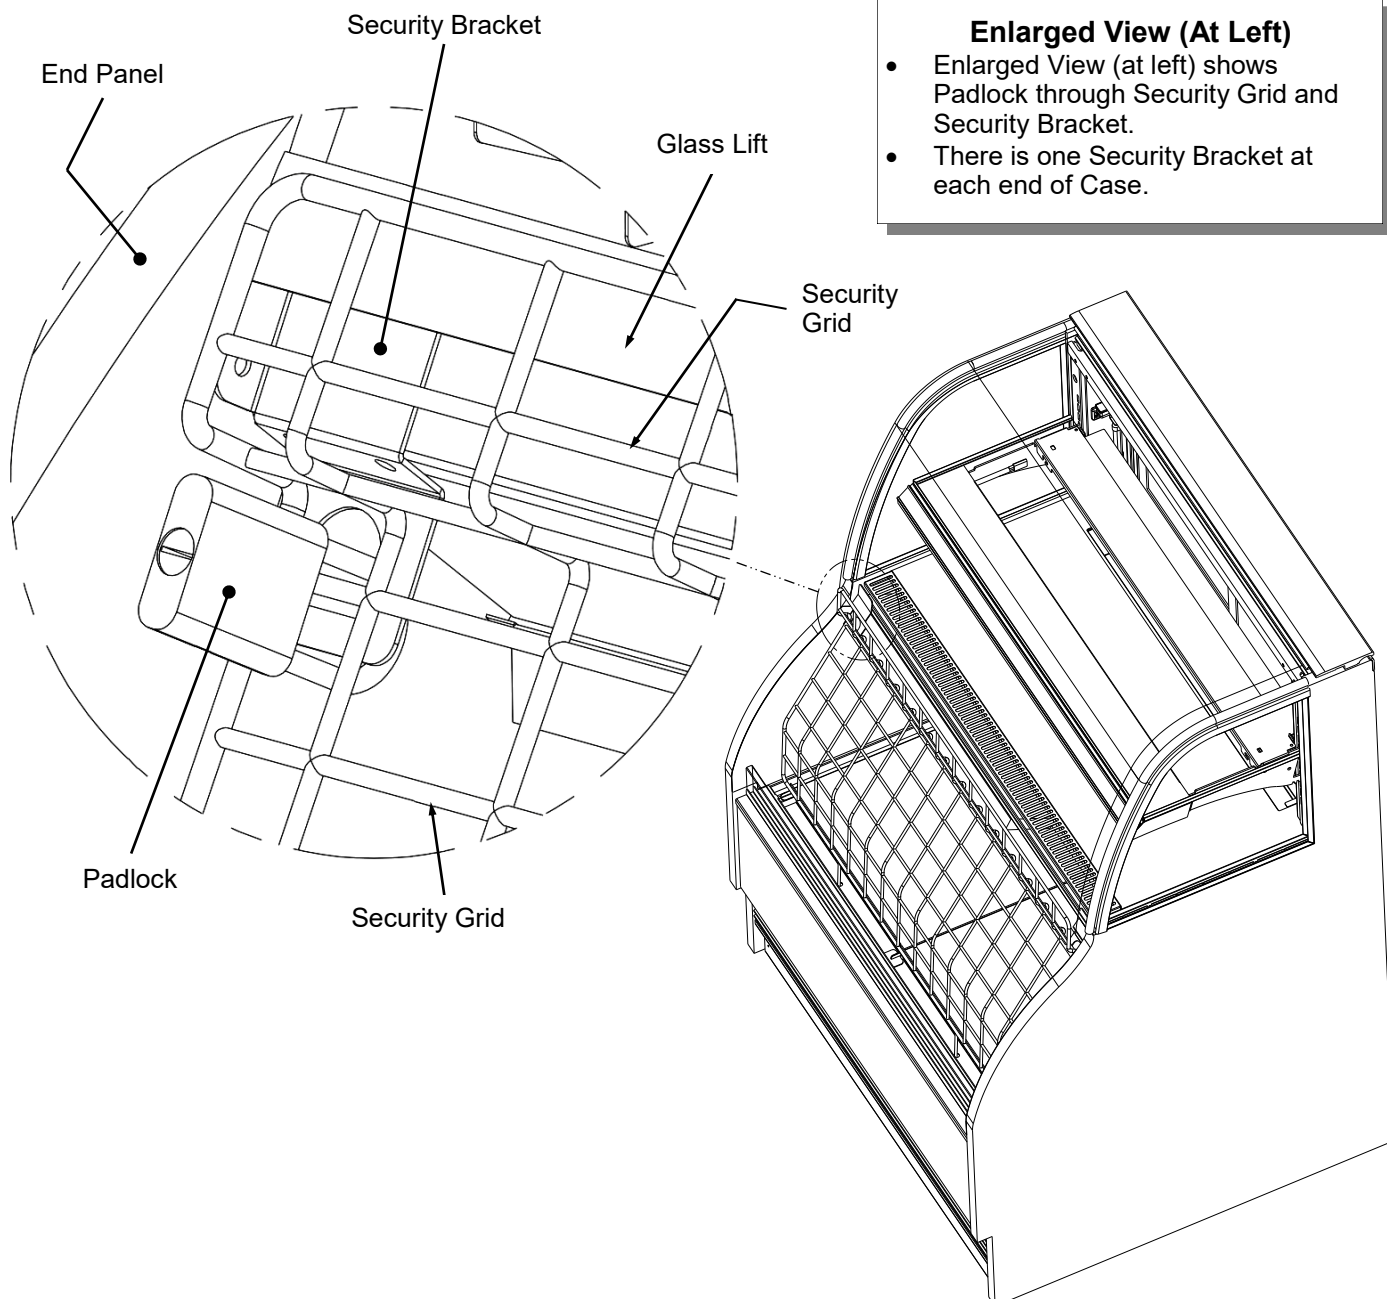 Security Bracket
End Panel
Glass Lift
Security
Grid
Padlock
Security Grid
Enlarged View (At Left)
• Enlarged View (at left) shows
Padlock through Security Grid and
Security Bracket.
• There is one Security Bracket at
each end of Case.